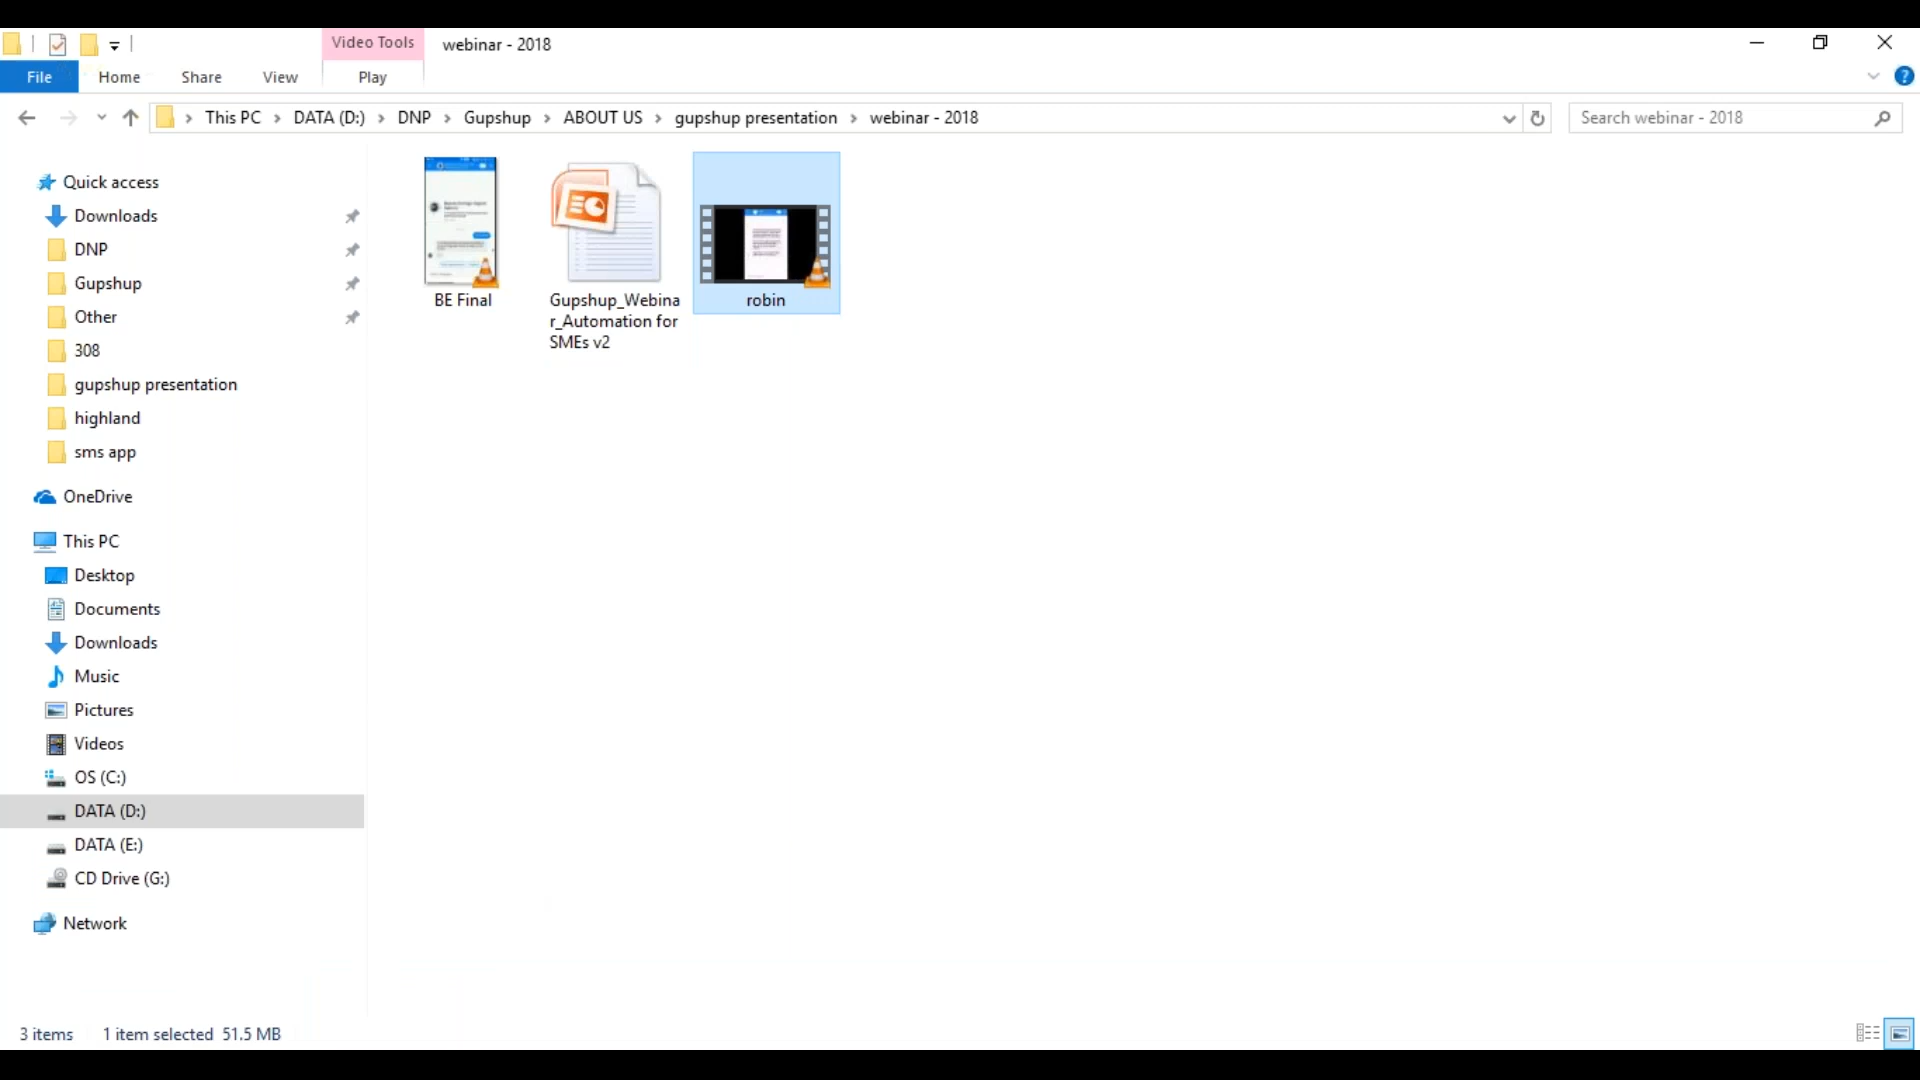 Video Tools
webinar - 2018
File
Home
Share
View
Play
This PC
DATA (D:)
DNP
Gupshup
ABOUT US
gupshup presentation
webinar - 2018
Search webinar - 2018
Quick access
Downloads
DNP
Gupshup
Other
308
gupshup presentation
highland
sms app
OneDrive
This PC
Desktop
Documents
Downloads
Music
Pictures
Videos
OS (C:)
DATA (D:)
DATA (E:)
CD Drive (G:)
Network
BE Final
Gupshup_Webina
r_Automation for
SMEs v2
robin
3 items
1 item selected 51.5 MB